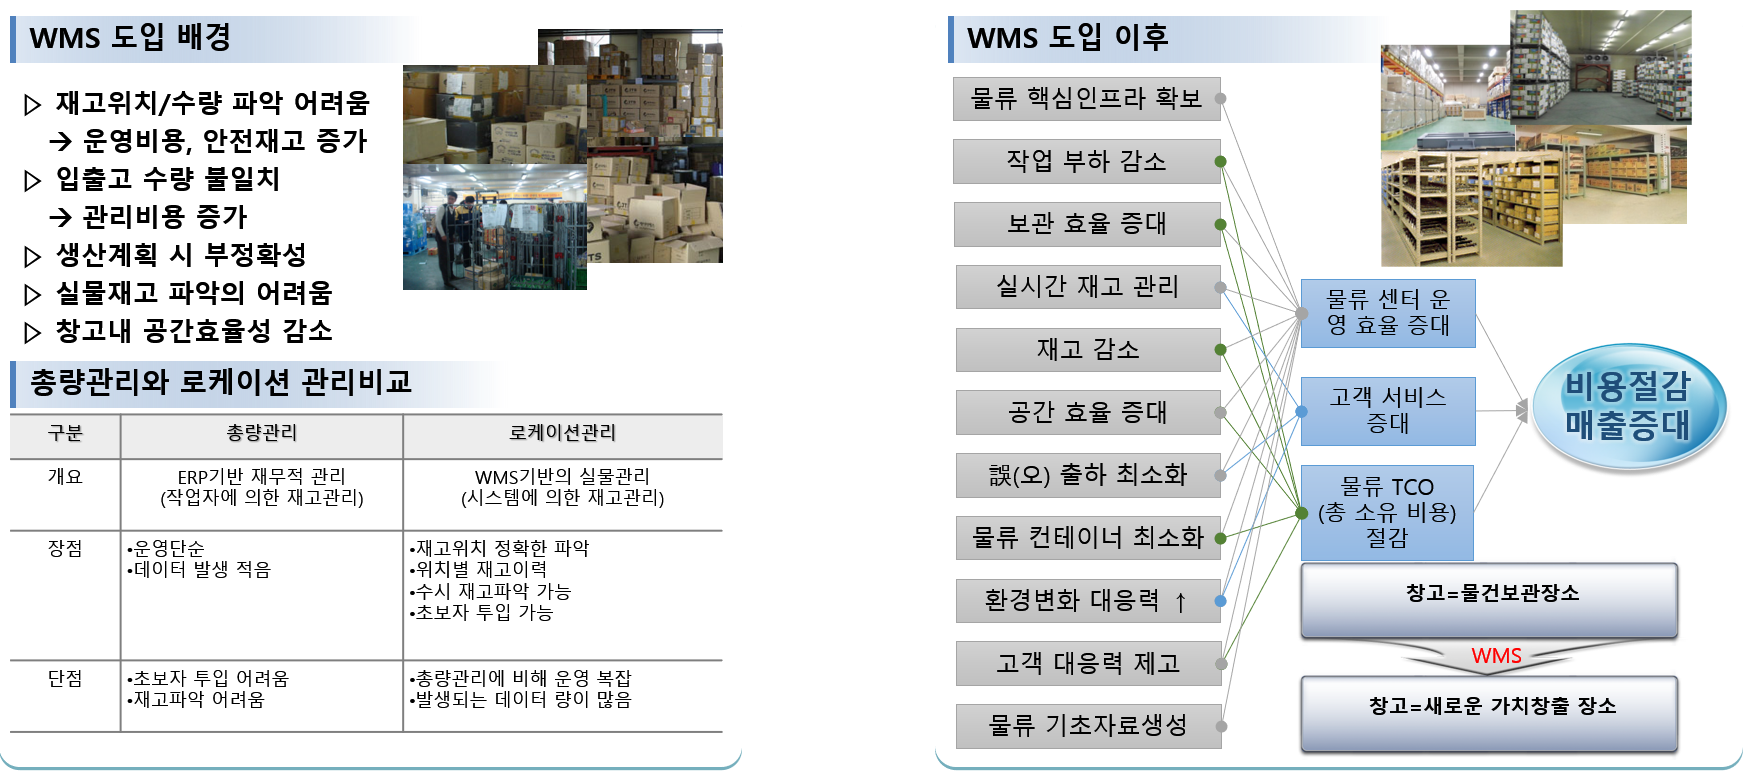 WMS 도입 배경
▷ 재고위치/수량 파악 어려움
→ 운영비용, 안전재고 증가
▷ 입출고 수량 불일치
→ 관리비용 증가
▷ 생산계획 시 부정확성
▷ 실물재고 파악의 어려움
▷ 창고내 공간효율성 감소
총량관리와 로케이션 관리비교
구분 총량관리 로케이션관리
개요
ERP기반 재무적 관리
(작업자에 의한 재고관리)
WMS기반의 실물관리
(시스템에 의한 재고관리)
장점
•운영단순
•데이터 발생 적음
•재고위치 정확한 파악
•위치별 재고이력
•수시 재고파악 가능
•초보자 투입 가능
단점
•초보자 투입 어려움
•재고파악 어려움
•총량관리에 비해 운영 복잡
•발생되는 데이터 량이 많음
WMS 도입 이후
물류 핵심인프라 확보
작업 부하 감소
보관 효율 증대
실시간 재고 관리
재고 감소
공간 효율 증대
誤(오) 출하 최소화
물류 컨테이너 최소화
환경변화 대응력 ↑
고객 대응력 제고
물류 기초자료생성
물류 센터 운
영 효율 증대
고객 서비스
증대
물류 TCO
(총 소유 비용)
절감
비용절감
매출증대
창고=물건보관장소
WMS
창고=새로운 가치창출 장소